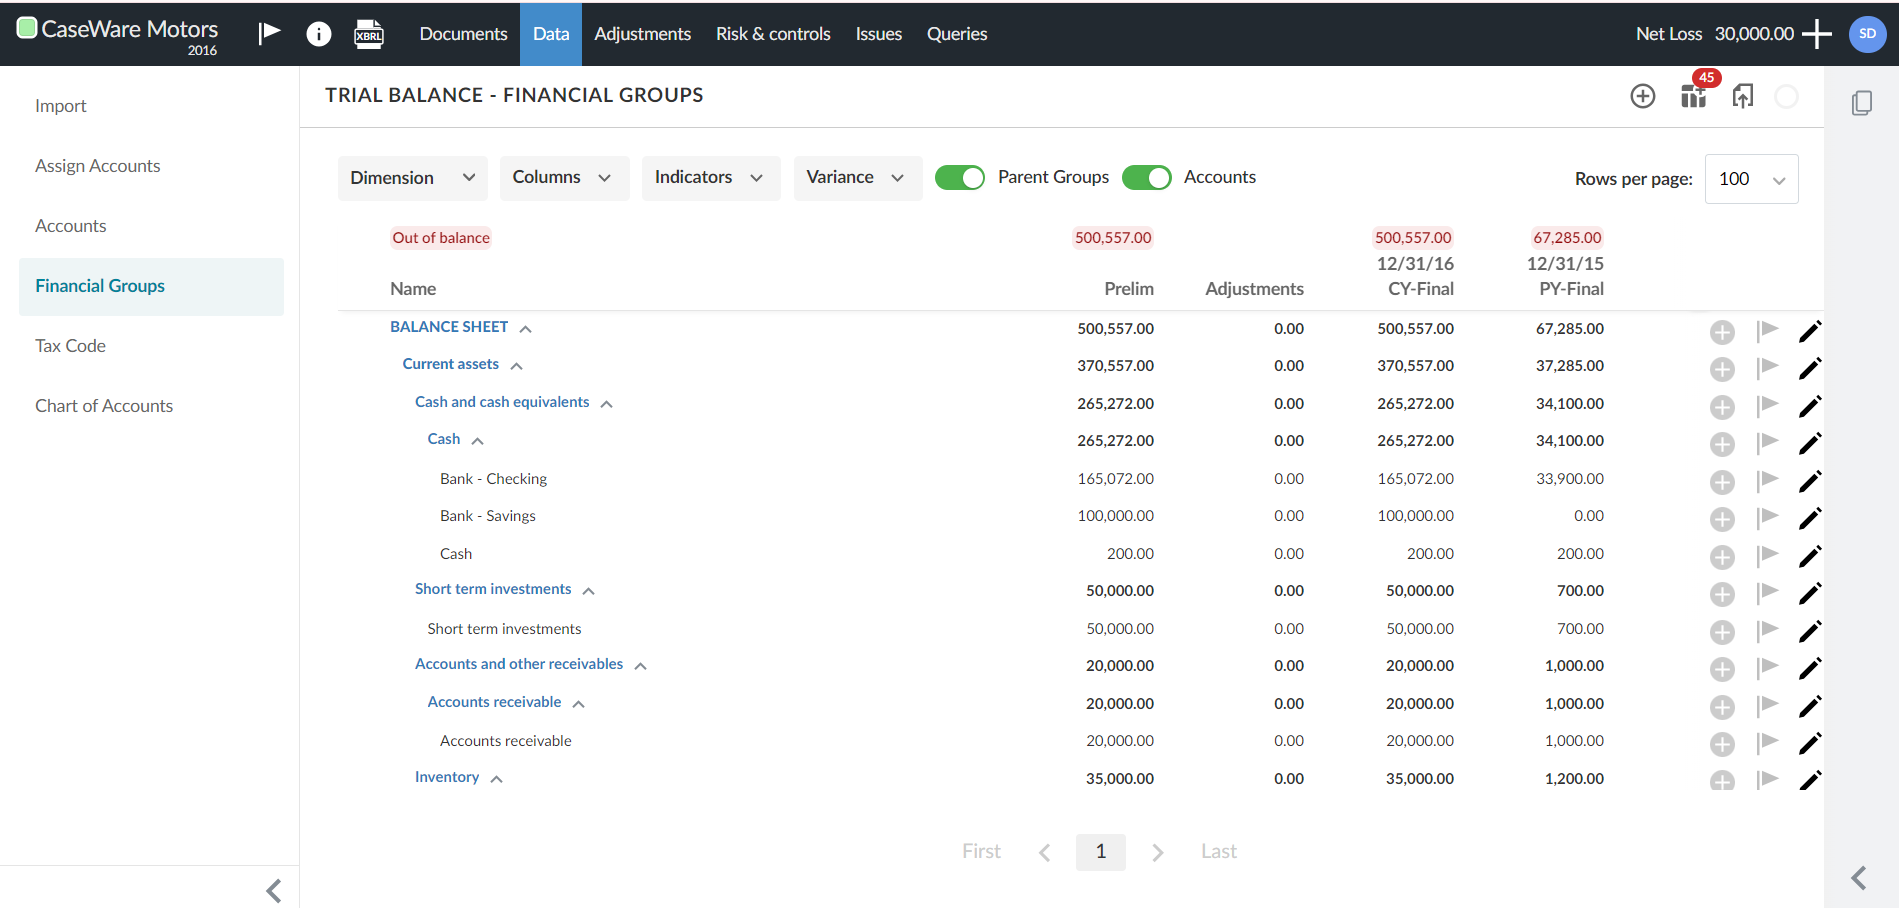 CaseWare Motors
2016
XBRL
Documents Data Adjustments Risk & controls Issues Queries
Net Loss 30,000.00
SD
Import
Assign Accounts
Accounts
Financial Groups
Tax Code
Chart of Accounts
TRIAL BALANCE - FINANCIAL GROUPS
45
Dimension Columns Indicators Variance Parent Groups Accounts
Rows per page: 100
Out of balance 500,557.00 500,557.00 67,285.00
12/31/16 12/31/15
Name Prelim Adjustments CY-Final PY-Final
BALANCE SHEET 500,557.00 0.00 500,557.00 67,285.00
Current assets 370,557.00 0.00 370,557.00 37,285.00
Cash and cash equivalents 265,272.00 0.00 265,272.00 34,100.00
Cash 265,272.00 0.00 265,272.00 34,100.00
Bank - Checking 165,072.00 0.00 165,072.00 33,900.00
Bank - Savings 100,000.00 0.00 100,000.00 0.00
Cash 200.00 0.00 200.00 200.00
Short term investments 50,000.00 0.00 50,000.00 700.00
Short term investments 50,000.00 0.00 50,000.00 700.00
Accounts and other receivables 20,000.00 0.00 20,000.00 1,000.00
Accounts receivable 20,000.00 0.00 20,000.00 1,000.00
Accounts receivable 20,000.00 0.00 20,000.00 1,000.00
Inventory 35,000.00 0.00 35,000.00 1,200.00
First 1 Last